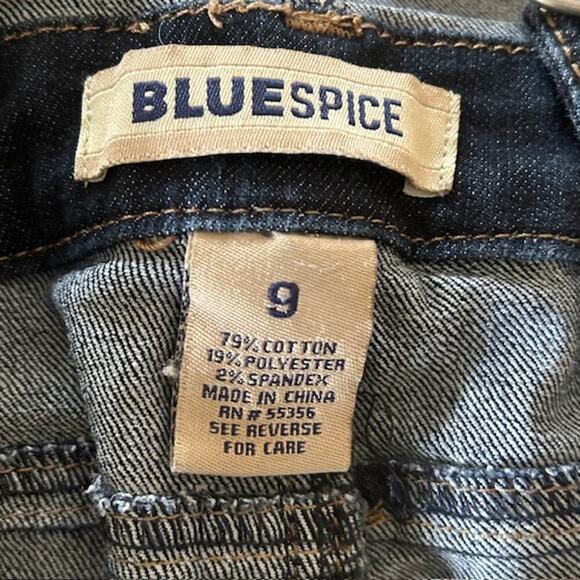 BLUESPICE
9
79% COTTON
19% POLYESTER
2% SPANDEX
MADE IN CHINA
RN # 55356
SEE REVERSE
FOR CARE